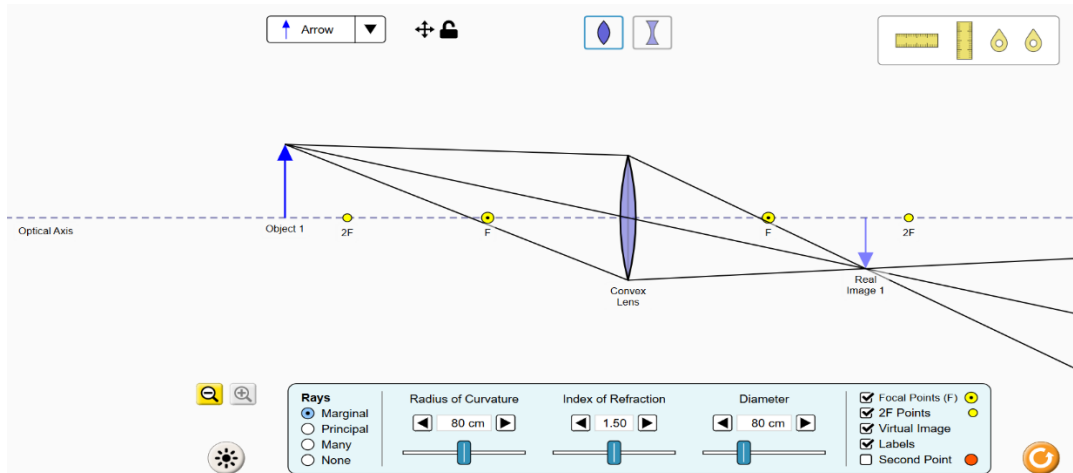 Arrow
Optical Axis
Object 1
2F
F
Convex
Lens
F
Real
Image 1
2F
Rays
Marginal
Principal
Many
None
Radius of Curvature
80 cm
Index of Refraction
1.50
Diameter
80 cm
Focal Points (F)
2F Points
Virtual Image
Labels
Second Point